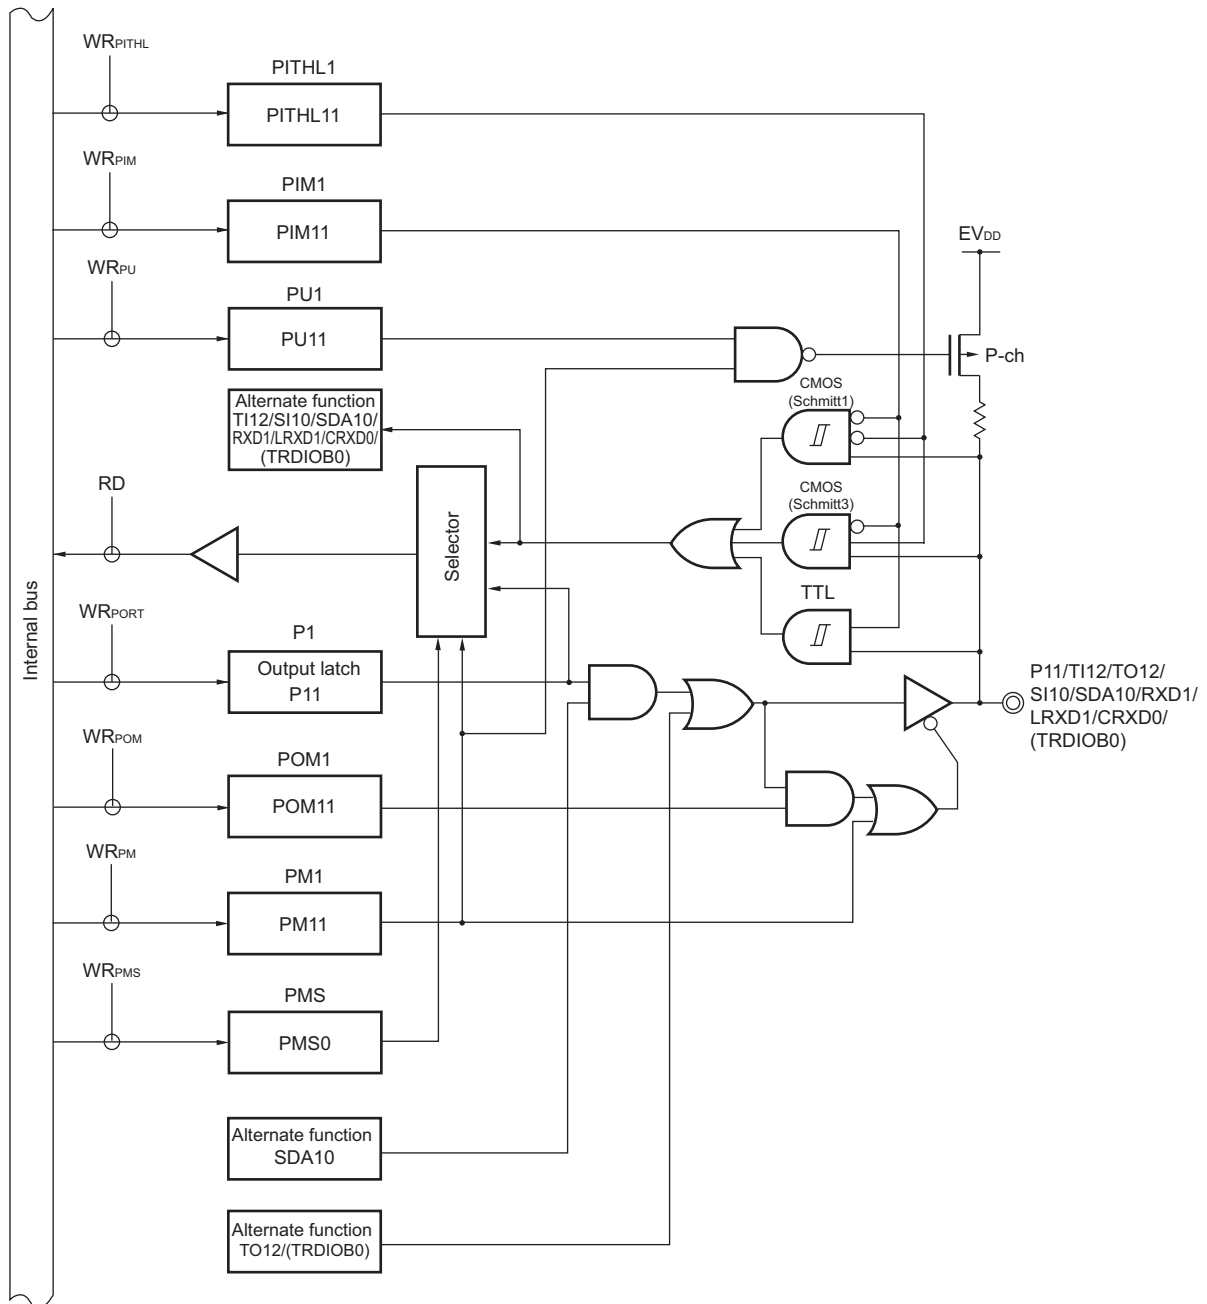 WRPITHL
PITHL1
PITHL11
WRPIM
PIM1
PIM11
EVDD
WRPU
PU1
PU11
P-ch
CMOS
(Schmitt1)
Alternate function
TI12/SI10/SDA10/
RXD1/LRXD1/CRXD0/
(TRDIOB0)
RD
Selector
CMOS
(Schmitt3)
TTL
Internal bus
WRPORT
P1
Output latch
P11
P11/TI12/TO12/
SI10/SDA10/RXD1/
LRXD1/CRXD0/
(TRDIOB0)
WRPOM
POM1
POM11
WRPM
PM1
PM11
WRPMS
PMS
PMS0
Alternate function
SDA10
Alternate function
TO12/(TRDIOB0)